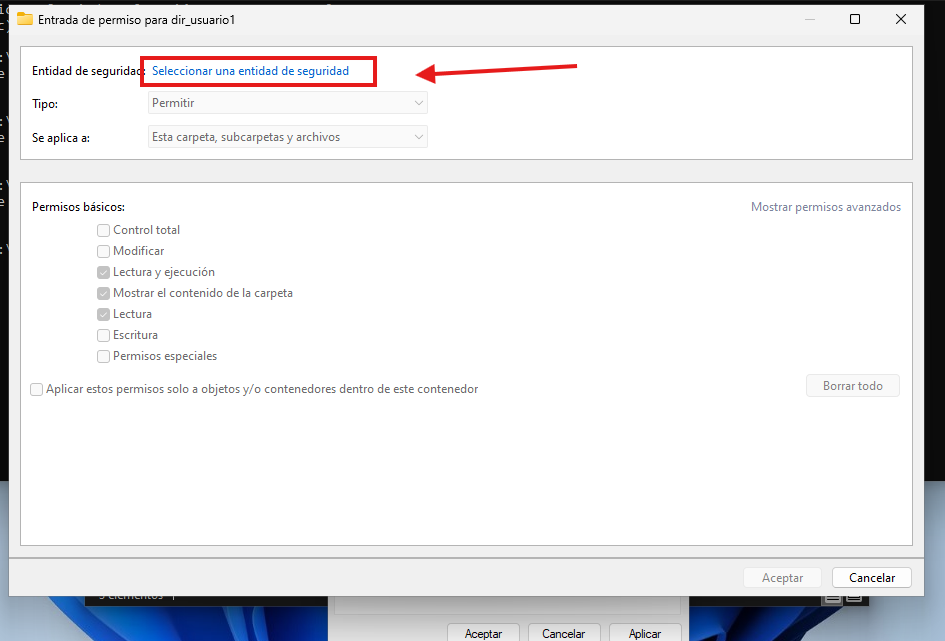 Entrada de permiso para dir_usuario1
Entidad de seguridad: Seleccionar una entidad de seguridad
Tipo: Permitir
Se aplica a: Esta carpeta, subcarpetas y archivos
Permisos básicos: Mostrar permisos avanzados
Control total
Modificar
Lectura y ejecución
Mostrar el contenido de la carpeta
Lectura
Escritura
Permisos especiales
Aplicar estos permisos solo a objetos y/o contenedores dentro de este contenedor Borrar todo
Aceptar Cancelar
elementos
Aceptar Cancelar Aplicar